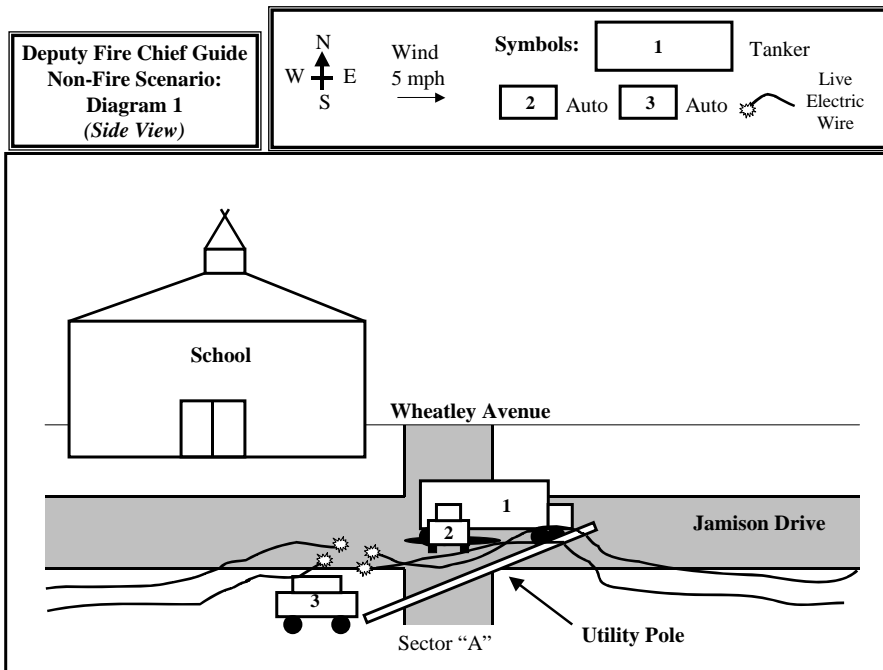 Deputy Fire Chief Guide
Non-Fire Scenario:
Diagram 1
(Side View)
N
W E
S
Wind
5 mph
Symbols:
1
Tanker
2
Auto
3
Auto
Live
Electric
Wire
School
Wheatley Avenue
1
2
Jamison Drive
3
Sector “A”
Utility Pole